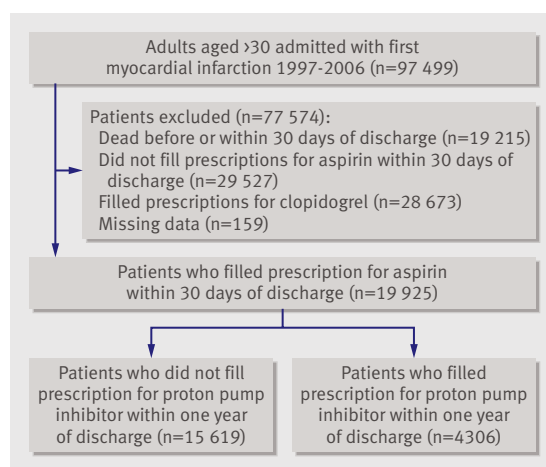 Adults aged >30 admitted with first
myocardial infarction 1997-2006 (n=97 499)
Patients excluded (n=77 574):
Dead before or within 30 days of discharge (n=19 215)
Did not fill prescriptions for aspirin within 30 days of
discharge (n=29 527)
Filled prescriptions for clopidogrel (n=28 673)
Missing data (n=159)
Patients who filled prescription for aspirin
within 30 days of discharge (n=19 925)
Patients who did not fill
prescription for proton pump
inhibitor within one year
of discharge (n=15 619)
Patients who filled
prescription for proton pump
inhibitor within one year
of discharge (n=4306)